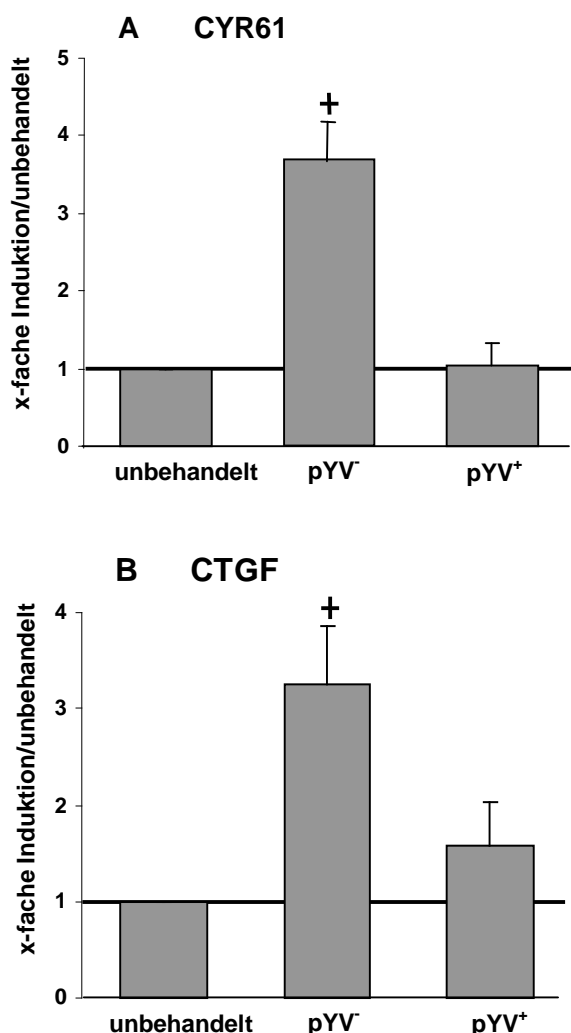 A CYR61
x-fache Induktion/unbehandelt
5
4
3
2
1
0
+
unbehandelt pYV⁻ pYV⁺
B CTGF
x-fache Induktion/unbehandelt
4
3
2
1
0
+
unbehandelt pYV⁻ pYV⁺